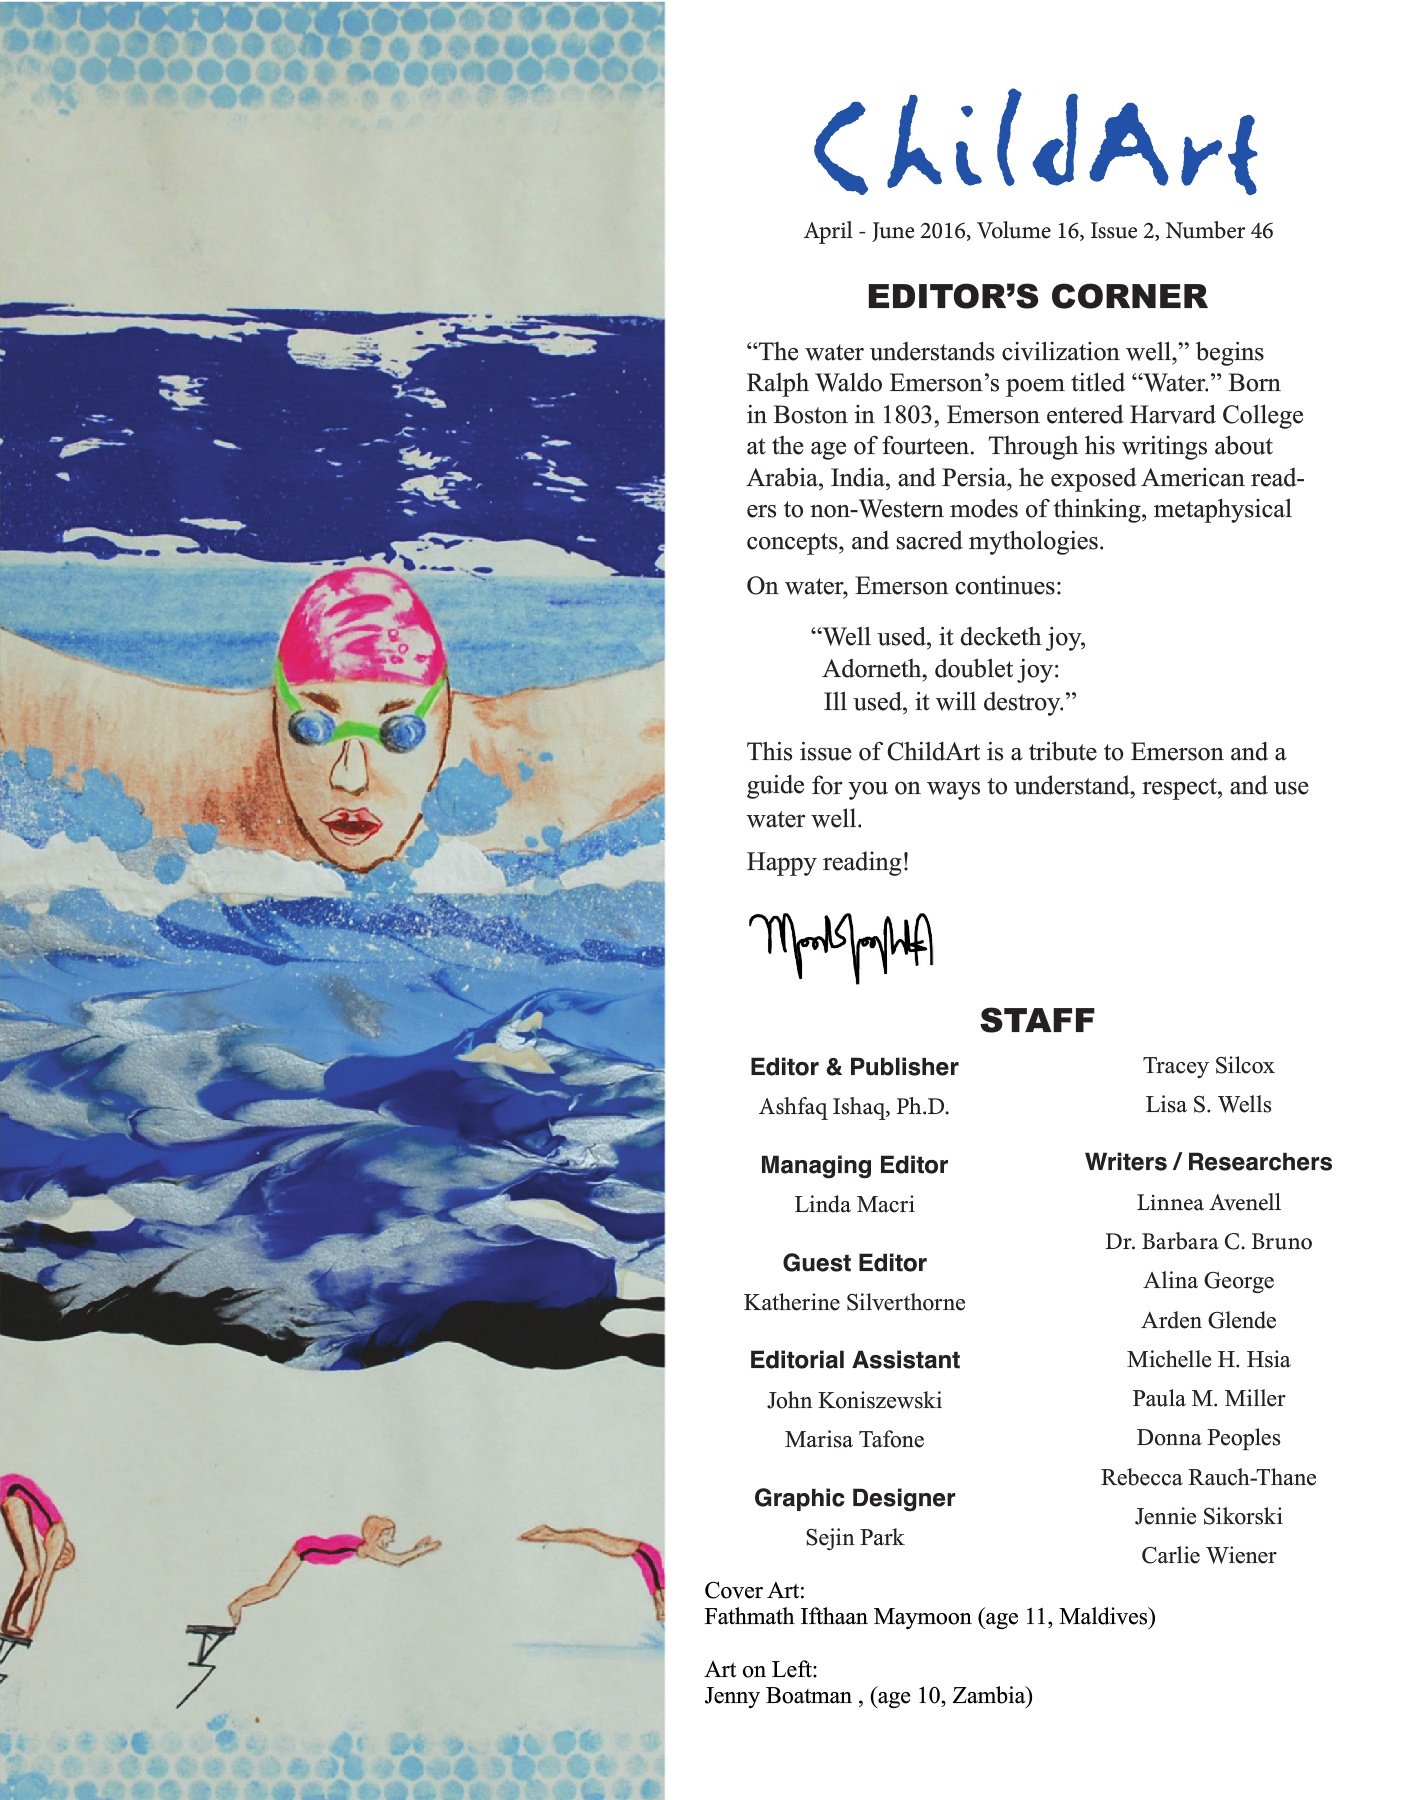 ChildArt
April - June 2016, Volume 16, Issue 2, Number 46
EDITOR’S CORNER
“The water understands civilization well,” begins
Ralph Waldo Emerson’s poem titled “Water.” Born
in Boston in 1803, Emerson entered Harvard College
at the age of fourteen.  Through his writings about
Arabia, India, and Persia, he exposed American read-
ers to non-Western modes of thinking, metaphysical
concepts, and sacred mythologies.
On water, Emerson continues:
“Well used, it decketh joy,
Adorneth, doublet joy:
Ill used, it will destroy.”
This issue of ChildArt is a tribute to Emerson and a
guide for you on ways to understand, respect, and use
water well.
Happy reading!
STAFF
Editor & Publisher
Ashfaq Ishaq, Ph.D.
Managing Editor
Linda Macri
Guest Editor
Katherine Silverthorne
Editorial Assistant
John Koniszewski
Marisa Tafone
Graphic Designer
Sejin Park
Tracey Silcox
Lisa S. Wells
Writers / Researchers
Linnea Avenell
Dr. Barbara C. Bruno
Alina George
Arden Glende
Michelle H. Hsia
Paula M. Miller
Donna Peoples
Rebecca Rauch-Thane
Jennie Sikorski
Carlie Wiener
Cover Art:
Fathmath Ifthaan Maymoon (age 11, Maldives)
Art on Left:
Jenny Boatman , (age 10, Zambia)